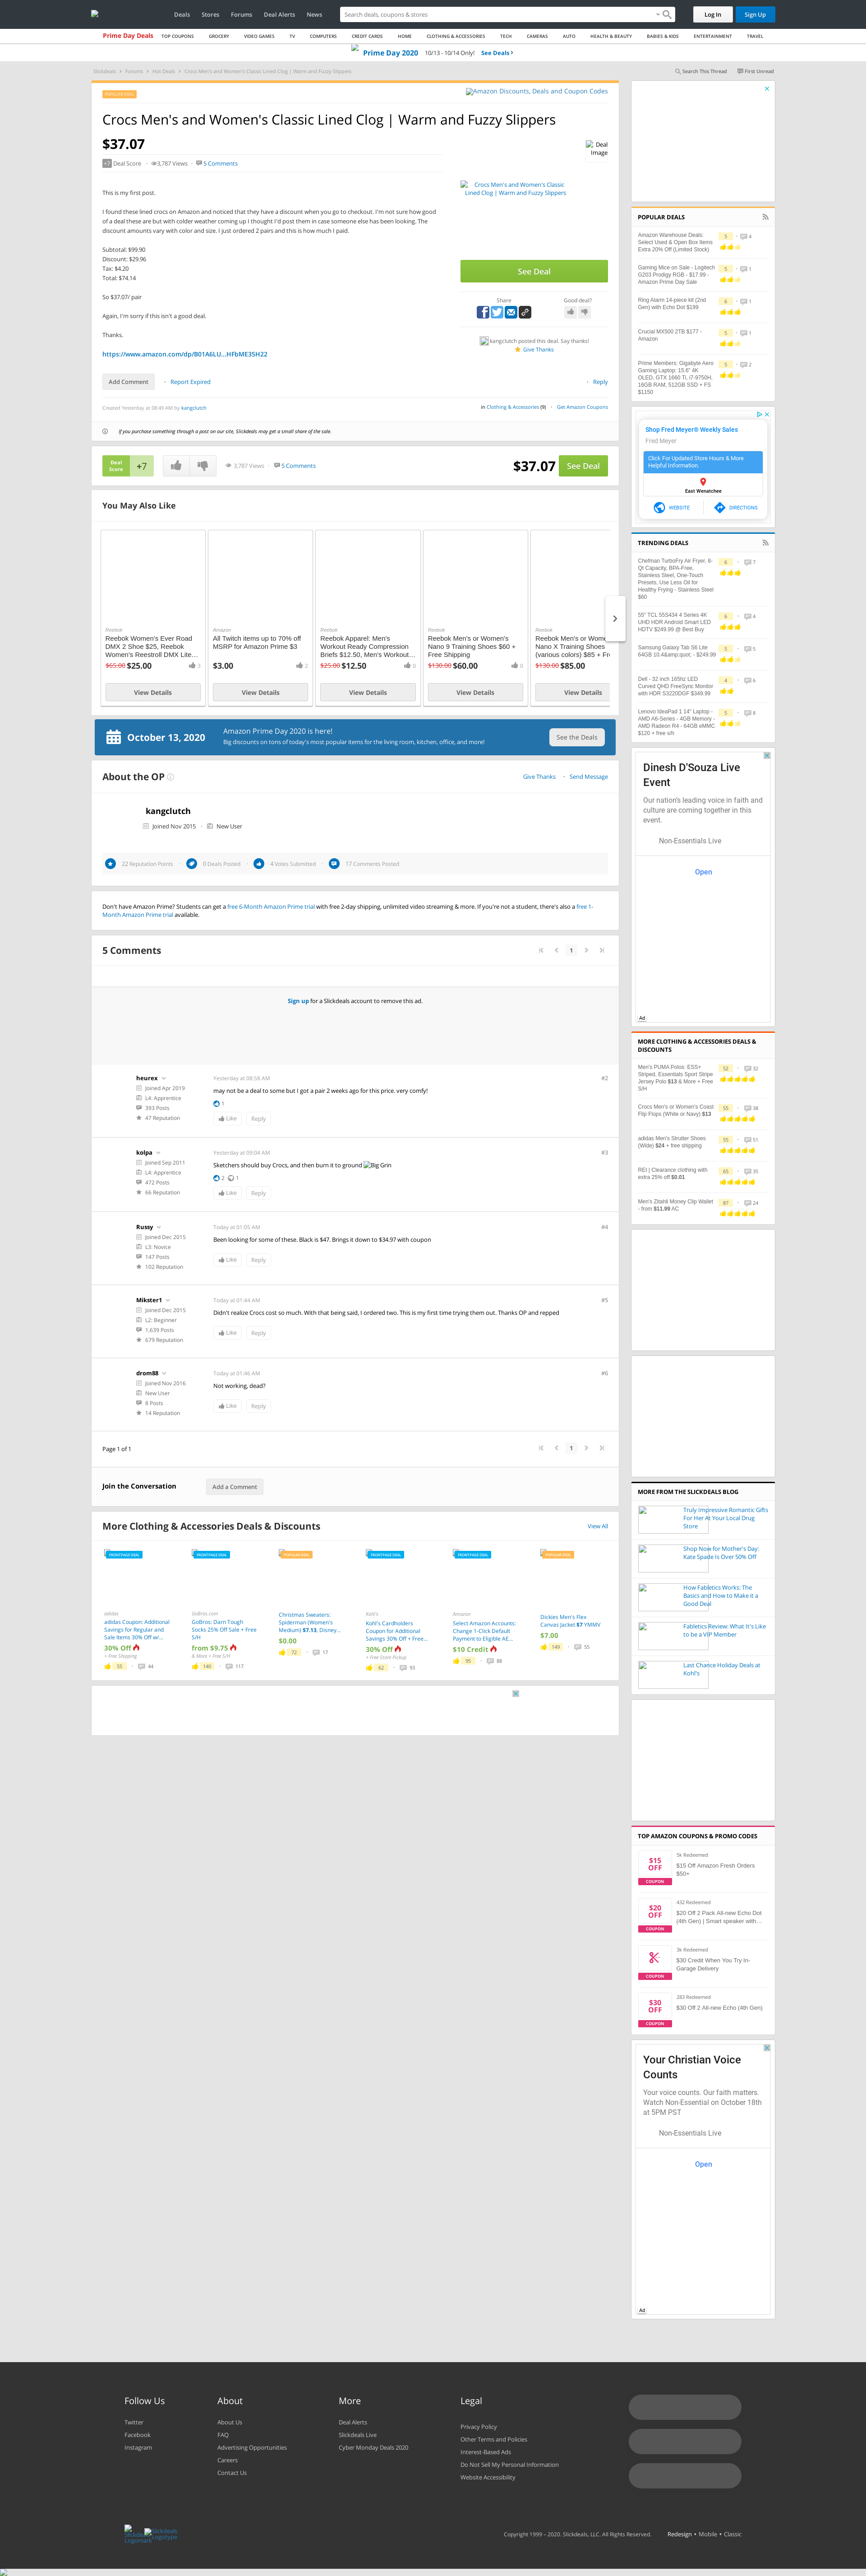 Deals
Stores
Forums
Deal Alerts
News
Search deals, coupons & stores
Log In
Sign Up
Prime Day Deals
TOP COUPONS
GROCERY
VIDEO GAMES
TV
COMPUTERS
CREDIT CARDS
HOME
CLOTHING & ACCESSORIES
TECH
CAMERAS
AUTO
HEALTH & BEAUTY
BABIES & KIDS
ENTERTAINMENT
TRAVEL
Prime Day 2020 10/13 - 10/14 Only! See Deals ›
Slickdeals › Forums › Hot Deals › Crocs Men's and Women's Classic Lined Clog | Warm and Fuzzy Slippers
Search This Thread
First Unread
POPULAR DEAL
Amazon Discounts, Deals and Coupon Codes
Crocs Men's and Women's Classic Lined Clog | Warm and Fuzzy Slippers
$37.07
+7 Deal Score • 3,787 Views • 5 Comments
Deal Image
This is my first post.
I found these lined crocs on Amazon and noticed that they have a discount when you go to checkout. I'm not sure how good
of a deal these are but with colder weather coming up I thought I'd post them in case someone else has been looking. The
discount amounts vary with color and size. I just ordered 2 pairs and this is how much I paid.
Subtotal: $99.90
Discount: $29.96
Tax: $4.20
Total: $74.14
So $37.07/ pair
Again, I'm sorry if this isn't a good deal.
Thanks.
https://www.amazon.com/dp/B01A6LU...HFbME35H22
Crocs Men's and Women's Classic
Lined Clog | Warm and Fuzzy Slippers
See Deal
Share
Good deal?
kangclutch posted this deal. Say thanks!
Give Thanks
Add Comment
• Report Expired
• Reply
Created Yesterday at 08:49 AM by kangclutch
in Clothing & Accessories (9) • Get Amazon Coupons
If you purchase something through a post on our site, Slickdeals may get a small share of the sale.
Deal Score +7
3,787 Views
5 Comments
$37.07
See Deal
You May Also Like
Reebok
Reebok Women's Ever Road
DMX 2 Shoe $25, Reebok
Women's Reestroll DMX Lite...
$65.00 $25.00
3
View Details
Amazon
All Twitch items up to 70% off
MSRP for Amazon Prime $3
$3.00
2
View Details
Reebok
Reebok Apparel: Men's
Workout Ready Compression
Briefs $12.50, Men's Workout...
$25.00 $12.50
0
View Details
Reebok
Reebok Men's or Women's
Nano 9 Training Shoes $60 +
Free Shipping
$130.00 $60.00
0
View Details
Reebok
Reebok Men's or Wome
Nano X Training Shoes
(various colors) $85 + Fr
$130.00 $85.00
View Details
October 13, 2020
Amazon Prime Day 2020 is here!
Big discounts on tons of today's most popular items for the living room, kitchen, office, and more!
See the Deals
About the OP
Give Thanks • Send Message
kangclutch
Joined Nov 2015 • New User
22 Reputation Points
0 Deals Posted
4 Votes Submitted
17 Comments Posted
Don't have Amazon Prime? Students can get a free 6-Month Amazon Prime trial with free 2-day shipping, unlimited video streaming & more. If you're not a student, there's also a free 1-
Month Amazon Prime trial available.
5 Comments
1
Sign up for a Slickdeals account to remove this ad.
heurex
Joined Apr 2019
L4: Apprentice
393 Posts
47 Reputation
Yesterday at 08:58 AM
#2
may not be a deal to some but I got a pair 2 weeks ago for this price. very comfy!
1
Like
Reply
kolpa
Joined Sep 2011
L4: Apprentice
472 Posts
66 Reputation
Yesterday at 09:04 AM
#3
Sketchers should buy Crocs, and then burn it to ground Big Grin
2 1
Like
Reply
Russy
Joined Dec 2015
L3: Novice
147 Posts
102 Reputation
Today at 01:05 AM
#4
Been looking for some of these. Black is $47. Brings it down to $34.97 with coupon
Like
Reply
Mikster1
Joined Dec 2015
L2: Beginner
1,639 Posts
679 Reputation
Today at 01:44 AM
#5
Didn't realize Crocs cost so much. With that being said, I ordered two. This is my first time trying them out. Thanks OP and repped
Like
Reply
drom88
Joined Nov 2016
New User
8 Posts
14 Reputation
Today at 01:46 AM
#6
Not working, dead?
Like
Reply
Page 1 of 1
1
Join the Conversation
Add a Comment
More Clothing & Accessories Deals & Discounts
View All
FRONTPAGE DEAL
adidas
adidas Coupon: Additional
Savings for Regular and
Sale Items 30% Off w/...
30% Off
+ Free Shipping
55 • 44
FRONTPAGE DEAL
GoBros.com
GoBros: Darn Tough
Socks 25% Off Sale + Free
S/H
from $9.75
& More + Free S/H
140 • 117
POPULAR DEAL
Christmas Sweaters:
Spiderman (Women's
Medium) $7.13, Disney...
$0.00
72 • 17
FRONTPAGE DEAL
Kohl's
Kohl's Cardholders
Coupon for Additional
Savings 30% Off + Free...
30% Off
+ Free Store Pickup
62 • 93
FRONTPAGE DEAL
Amazon
Select Amazon Accounts:
Change 1-Click Default
Payment to Eligible AE...
$10 Credit
95 • 88
POPULAR DEAL
Dickies Men's Flex
Canvas Jacket $7 YMMV
$7.00
149 • 55
POPULAR DEALS
Amazon Warehouse Deals:
Select Used & Open Box Items
Extra 20% Off (Limited Stock)
5 • 4
Gaming Mice on Sale - Logitech
G203 Prodigy RGB - $17.99 -
Amazon Prime Day Sale
5 • 1
Ring Alarm 14-piece kit (2nd
Gen) with Echo Dot $199
6 • 1
Crucial MX500 2TB $177 -
Amazon
5 • 1
Prime Members: Gigabyte Aero
Gaming Laptop: 15.6" 4K
OLED, GTX 1660 Ti, i7-9750H,
16GB RAM, 512GB SSD + FS
$1150
5 • 2
Shop Fred Meyer® Weekly Sales
Fred Meyer
Click For Updated Store Hours & More
Helpful Information.
East Wenatchee
WEBSITE
DIRECTIONS
TRENDING DEALS
Chefman TurboFry Air Fryer, 8-
Qt Capacity, BPA-Free,
Stainless Steel, One-Touch
Presets, Use Less Oil for
Healthy Frying - Stainless Steel
$60
6 • 7
55" TCL 55S434 4 Series 4K
UHD HDR Android Smart LED
HDTV $249.99 @ Best Buy
6 • 4
Samsung Galaxy Tab S6 Lite
64GB 10.4&amp;quot; - $249.99
5 • 5
Dell - 32 inch 165hz LED
Curved QHD FreeSync Monitor
with HDR S3220DGF $349.99
4 • 6
Lenovo IdeaPad 1 14" Laptop -
AMD A6-Series - 4GB Memory -
AMD Radeon R4 - 64GB eMMC
$120 + free s/h
5 • 8
Dinesh D'Souza Live
Event
Our nation's leading voice in faith and
culture are coming together in this
event.
Non-Essentials Live
Open
Ad
MORE CLOTHING & ACCESSORIES DEALS &
DISCOUNTS
Men's PUMA Polos: ESS+
Striped, Essentials Sport Stripe
Jersey Polo $13 & More + Free
S/H
52 • 32
Crocs Men's or Women's Coast
Flip Flops (White or Navy) $13
55 • 38
adidas Men's Strutter Shoes
(Wide) $24 + free shipping
55 • 51
REI | Clearance clothing with
extra 25% off $0.01
65 • 35
Men's Zitahli Money Clip Wallet
- from $11.99 AC
87 • 24
MORE FROM THE SLICKDEALS BLOG
Truly Impressive Romantic Gifts
For Her At Your Local Drug
Store
Shop Now for Mother's Day:
Kate Spade Is Over 50% Off
How Fabletics Works: The
Basics and How to Make it a
Good Deal
Fabletics Review: What It's Like
to be a VIP Member
Last Chance Holiday Deals at
Kohl's
TOP AMAZON COUPONS & PROMO CODES
$15 OFF
COUPON
5k Redeemed
$15 Off Amazon Fresh Orders
$50+
$20 OFF
COUPON
432 Redeemed
$20 Off 2 Pack All-new Echo Dot
(4th Gen) | Smart speaker with...
COUPON
3k Redeemed
$30 Credit When You Try In-
Garage Delivery
$30 OFF
COUPON
283 Redeemed
$30 Off 2 All-new Echo (4th Gen)
Your Christian Voice
Counts
Your voice counts. Our faith matters.
Watch Non-Essential on October 18th
at 5PM PST
Non-Essentials Live
Open
Ad
Follow Us
Twitter
Facebook
Instagram
About
About Us
FAQ
Advertising Opportunities
Careers
Contact Us
More
Deal Alerts
Slickdeals Live
Cyber Monday Deals 2020
Legal
Privacy Policy
Other Terms and Policies
Interest-Based Ads
Do Not Sell My Personal Information
Website Accessibility
Slickdeals Logomark
Slickdeals Logotype
Copyright 1999 - 2020. Slickdeals, LLC. All Rights Reserved.
Redesign • Mobile • Classic